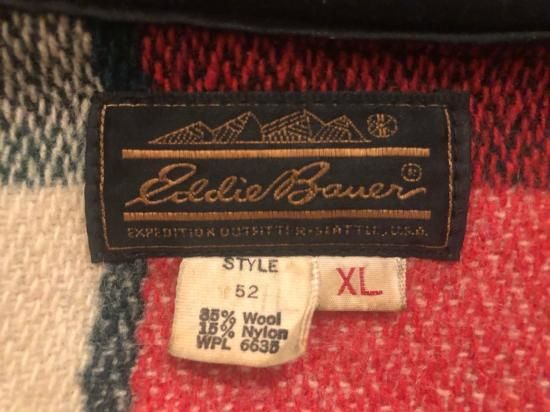 Eddie Bauer ®
EXPEDITION OUTFITTER · SEATTLE, U.S.A.
STYLE
52
XL
85% Wool
15% Nylon
WPL 6635